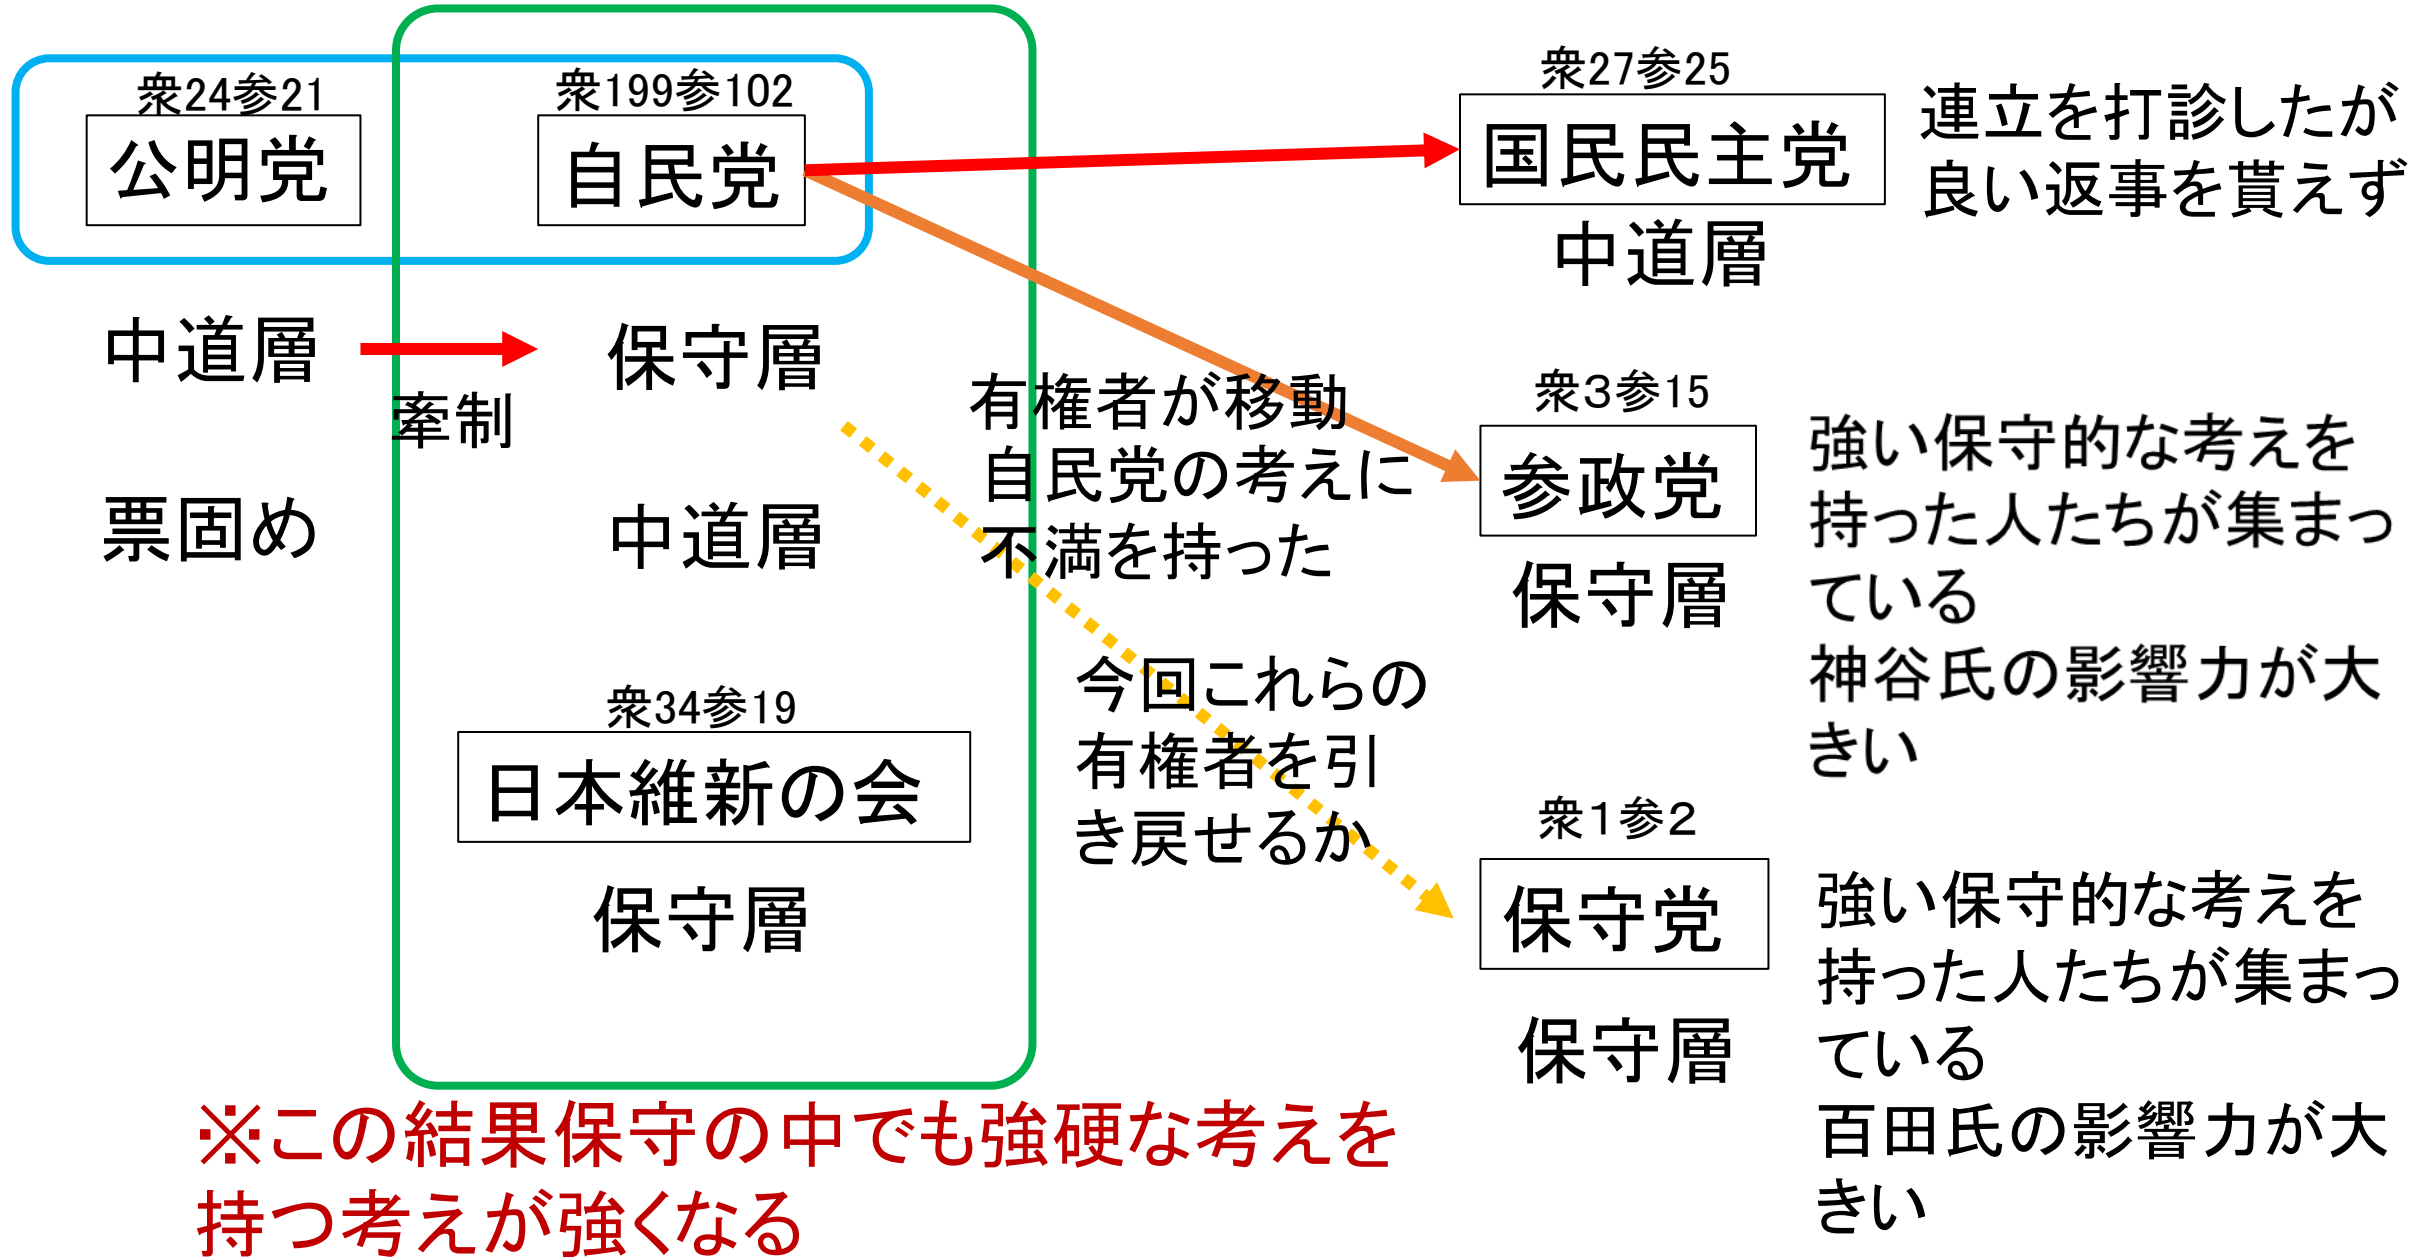 衆24参21
公明党
中道層
票固め
牽制
衆199参102
自民党
保守層
中道層
衆34参19
日本維新の会
保守層
有権者が移動
自民党の考えに
不満を持った
今回これらの
有権者を引
き戻せるか
衆27参25
国民民主党
中道層
連立を打診したが
良い返事を貰えず
衆３参15
参政党
保守層
強い保守的な考えを
持った人たちが集まっ
ている
神谷氏の影響力が大
きい
衆１参２
保守党
保守層
強い保守的な考えを
持った人たちが集まっ
ている
百田氏の影響力が大
きい
※この結果保守の中でも強硬な考えを
持つ考えが強くなる